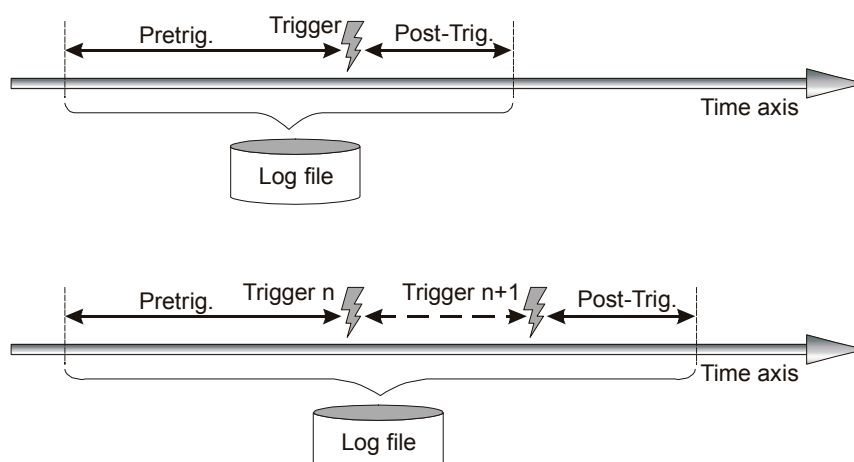 Pretrig. Trigger Post-Trig.
Time axis
Log file
Pretrig. Trigger n Trigger n+1 Post-Trig.
Time axis
Log file